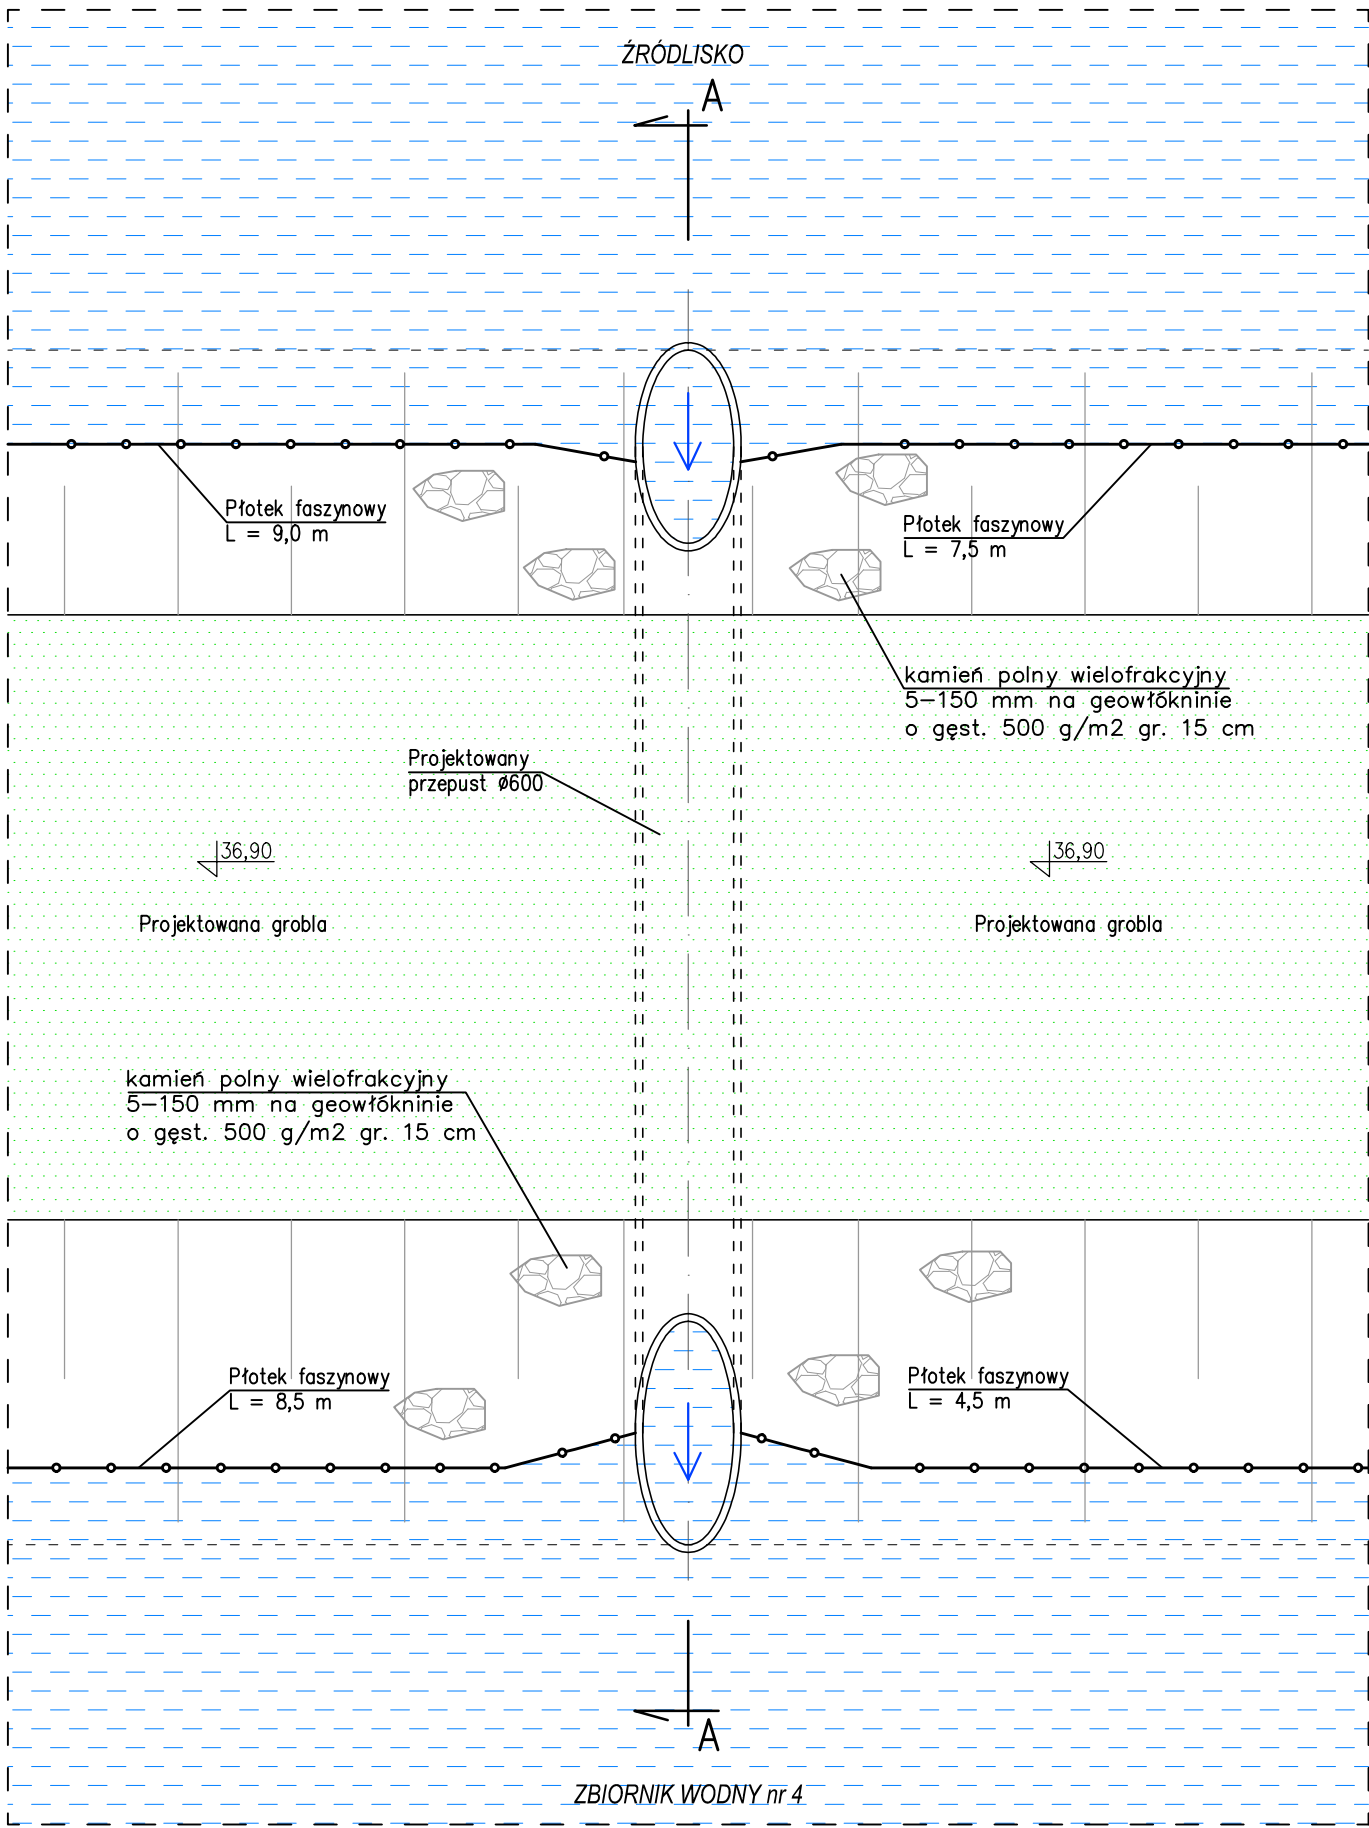 ŹRÓDLISKO
A
Płotek faszynowy
L = 9,0 m
Płotek faszynowy
L = 7,5 m
kamień polny wielofrakcyjny
5–150 mm na geowłókninie
o gęst. 500 g/m2 gr. 15 cm
Projektowany
przepust Ø600
36,90
36,90
Projektowana grobla
Projektowana grobla
kamień polny wielofrakcyjny
5–150 mm na geowłókninie
o gęst. 500 g/m2 gr. 15 cm
Płotek faszynowy
L = 8,5 m
Płotek faszynowy
L = 4,5 m
A
ZBIORNIK WODNY nr 4